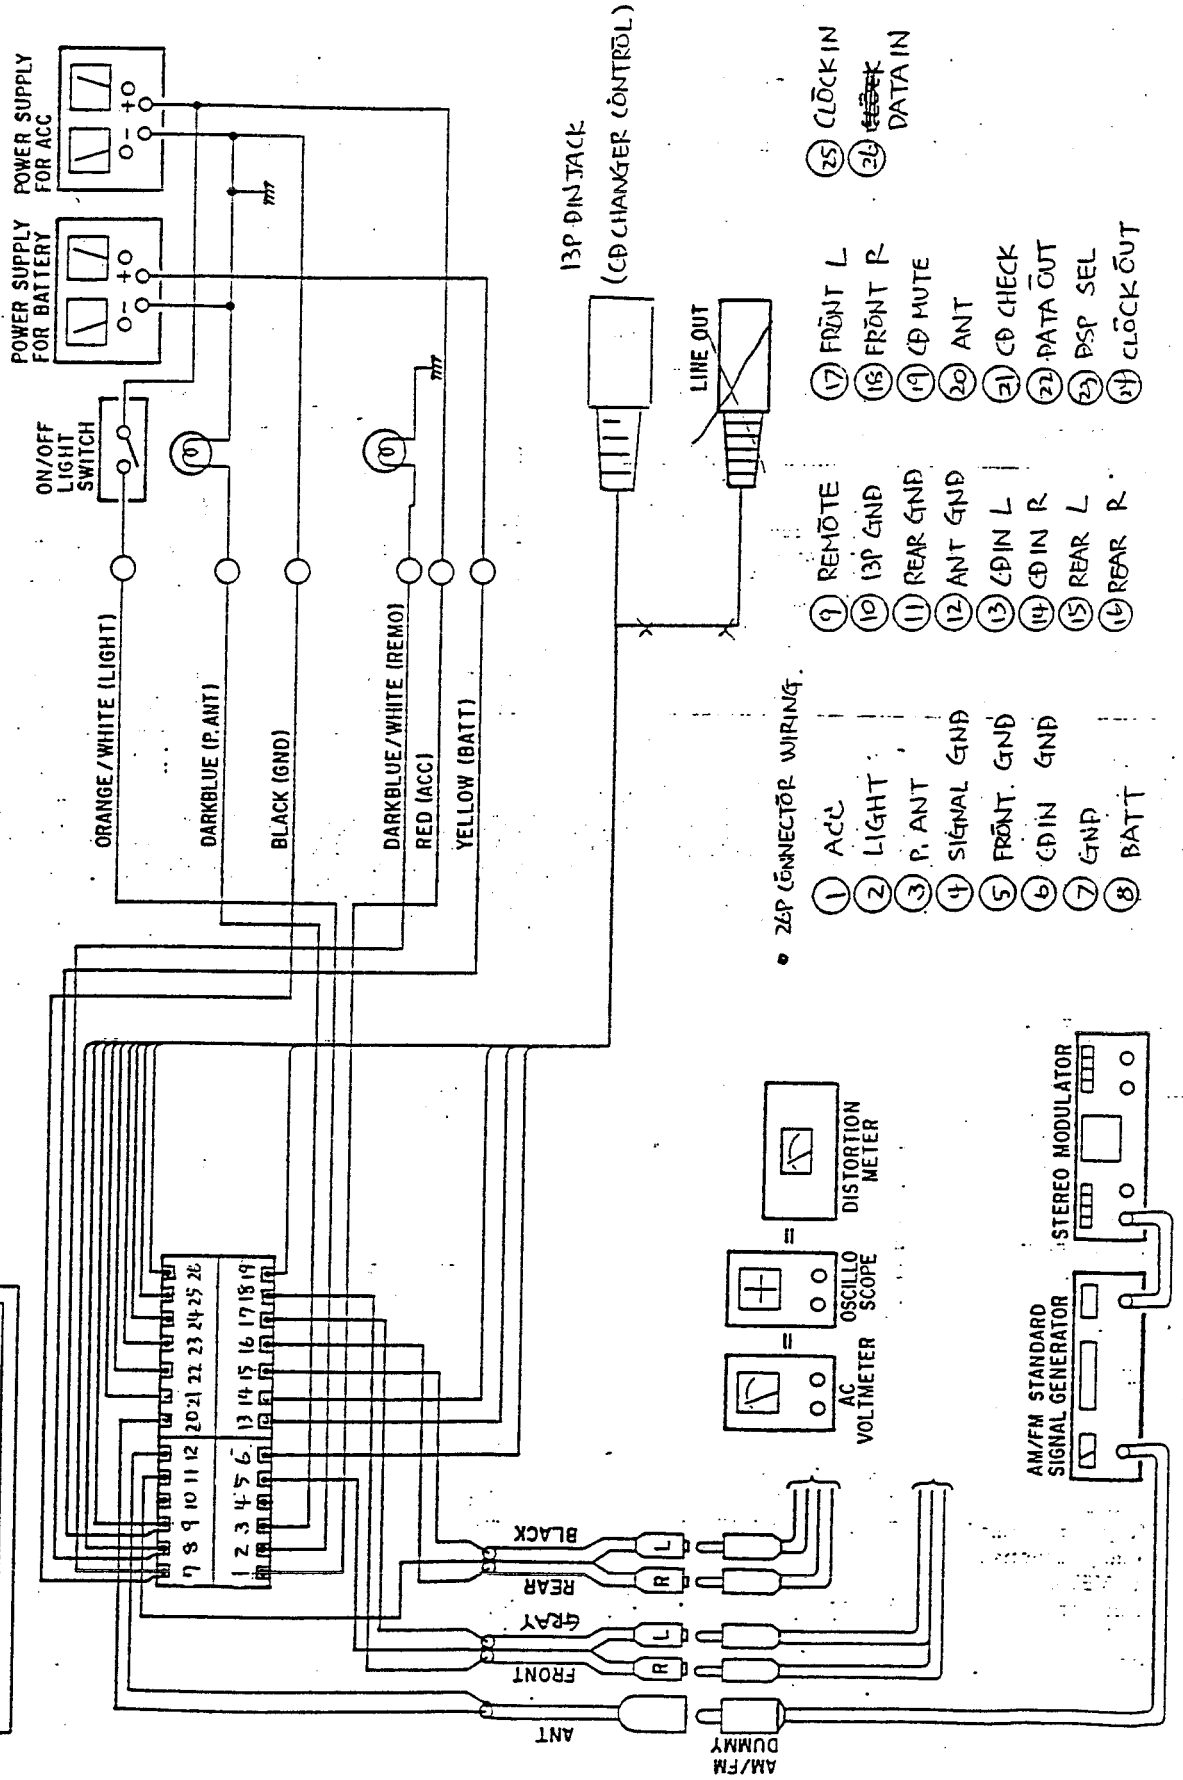 POWER SUPPLY
FOR BATTERY
POWER SUPPLY
FOR ACC
ON/OFF
LIGHT
SWITCH
- +
- +
ORANGE/WHITE (LIGHT)
DARKBLUE (P.ANT)
BLACK (GND)
DARKBLUE/WHITE (REMO)
RED (ACC)
YELLOW (BATT)
13P DIN JACK
(CD CHANGER CONTROL)
LINE OUT
7 8 9 10 11 12 20 21 22 23 24 25 26
1 2 3 4 5 6 13 14 15 16 17 18 19
ANT
FRONT
GRAY
REAR
BLACK
R L
R L
AM/FM
DUMMY
AC
VOLTMETER
=
OSCILLO
SCOPE
=
DISTORTION
METER
AM/FM STANDARD
SIGNAL GENERATOR
STEREO MODULATOR
• 26P CONNECTOR WIRING.
① ACC
② LIGHT
③ P. ANT
④ SIGNAL GND
⑤ FRONT. GND
⑥ CDIN GND
⑦ GND
⑧ BATT
⑨ REMOTE
⑩ 13P GND
⑪ REAR GND
⑫ ANT GND
⑬ CDIN L
⑭ CDIN R
⑮ REAR L
⑯ REAR R
⑰ FRONT L
⑱ FRONT R
⑲ CD MUTE
⑳ ANT
㉑ CD CHECK
㉒ DATA OUT
㉓ DSP SEL
㉔ CLOCK OUT
㉕ CLOCK IN
㉖ DATA IN